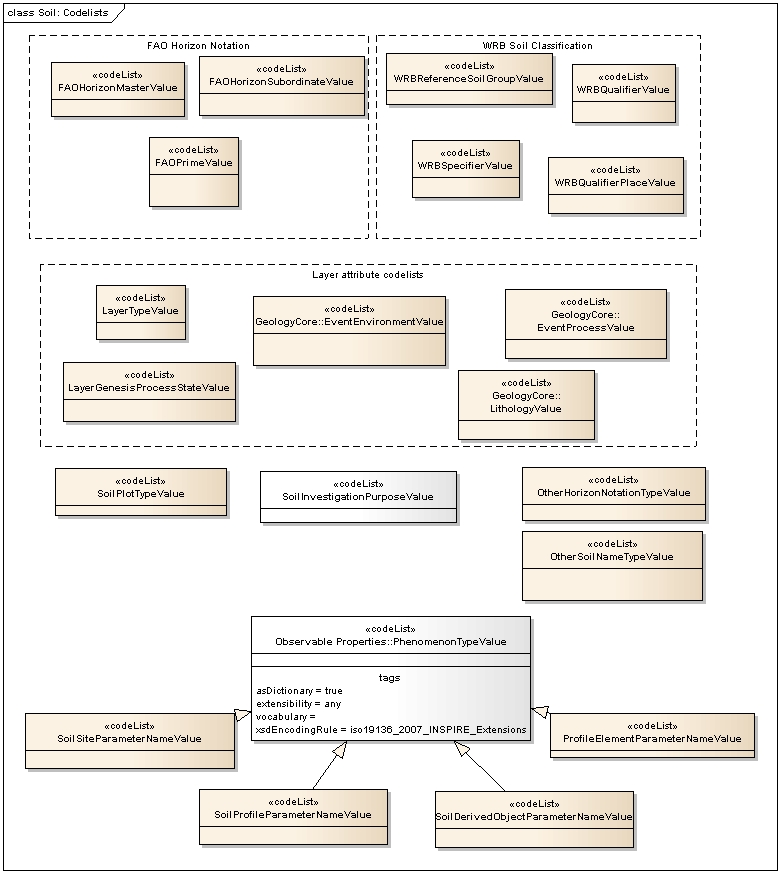 class Soil: Codelists
FAO Horizon Notation
«codeList»
FAOHorizonMasterValue
«codeList»
FAOHorizonSubordinateValue
«codeList»
FAOPrimeValue
WRB Soil Classification
«codeList»
WRBReferenceSoilGroupValue
«codeList»
WRBQualifierValue
«codeList»
WRBSpecifierValue
«codeList»
WRBQualifierPlaceValue
Layer attribute codelists
«codeList»
LayerTypeValue
«codeList»
GeologyCore::EventEnvironmentValue
«codeList»
GeologyCore::
EventProcessValue
«codeList»
LayerGenesisProcessStateValue
«codeList»
GeologyCore::
LithologyValue
«codeList»
SoilPlotTypeValue
«codeList»
SoilInvestigationPurposeValue
«codeList»
OtherHorizonNotationTypeValue
«codeList»
OtherSoilNameTypeValue
«codeList»
Observable Properties::PhenomenonTypeValue
tags
asDictionary = true
extensibility = any
vocabulary =
xsdEncodingRule = iso19136_2007_INSPIRE_Extensions
«codeList»
SoilSiteParameterNameValue
«codeList»
ProfileElementParameterNameValue
«codeList»
SoilProfileParameterNameValue
«codeList»
SoilDerivedObjectParameterNameValue